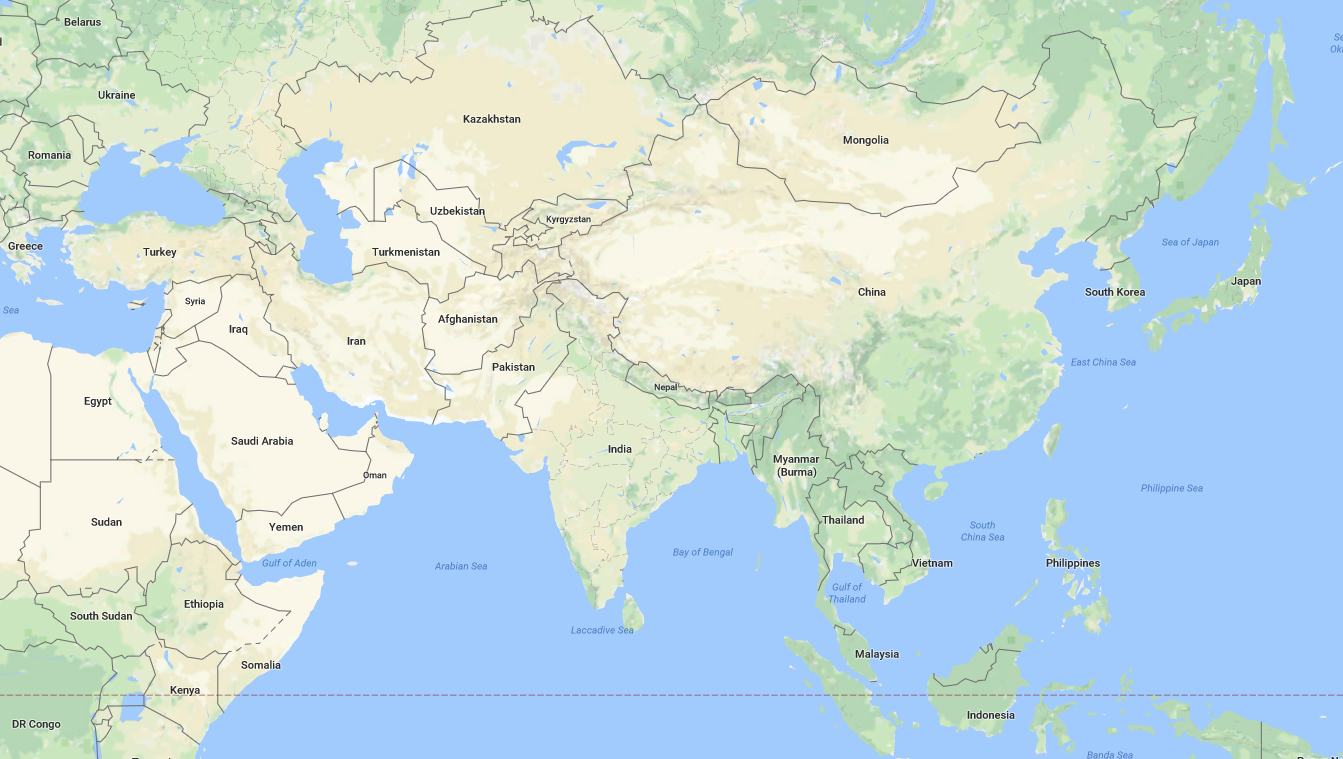 Belarus
Se
Ok
Ukraine
Kazakhstan
Mongolia
Romania
Uzbekistan
Kyrgyzstan
Greece
Turkey
Turkmenistan
Sea of Japan
Japan
China
South Korea
Syria
Sea
Afghanistan
Iraq
Iran
East China Sea
Pakistan
Nepal
Egypt
Saudi Arabia
India
Myanmar
(Burma)
Oman
Philippine Sea
Sudan
Yemen
Thailand
South
China Sea
Bay of Bengal
Gulf of Aden
Arabian Sea
Vietnam
Philippines
Gulf of
Thailand
Ethiopia
South Sudan
Laccadive Sea
Malaysia
Somalia
Kenya
Indonesia
DR Congo
Banda Sea